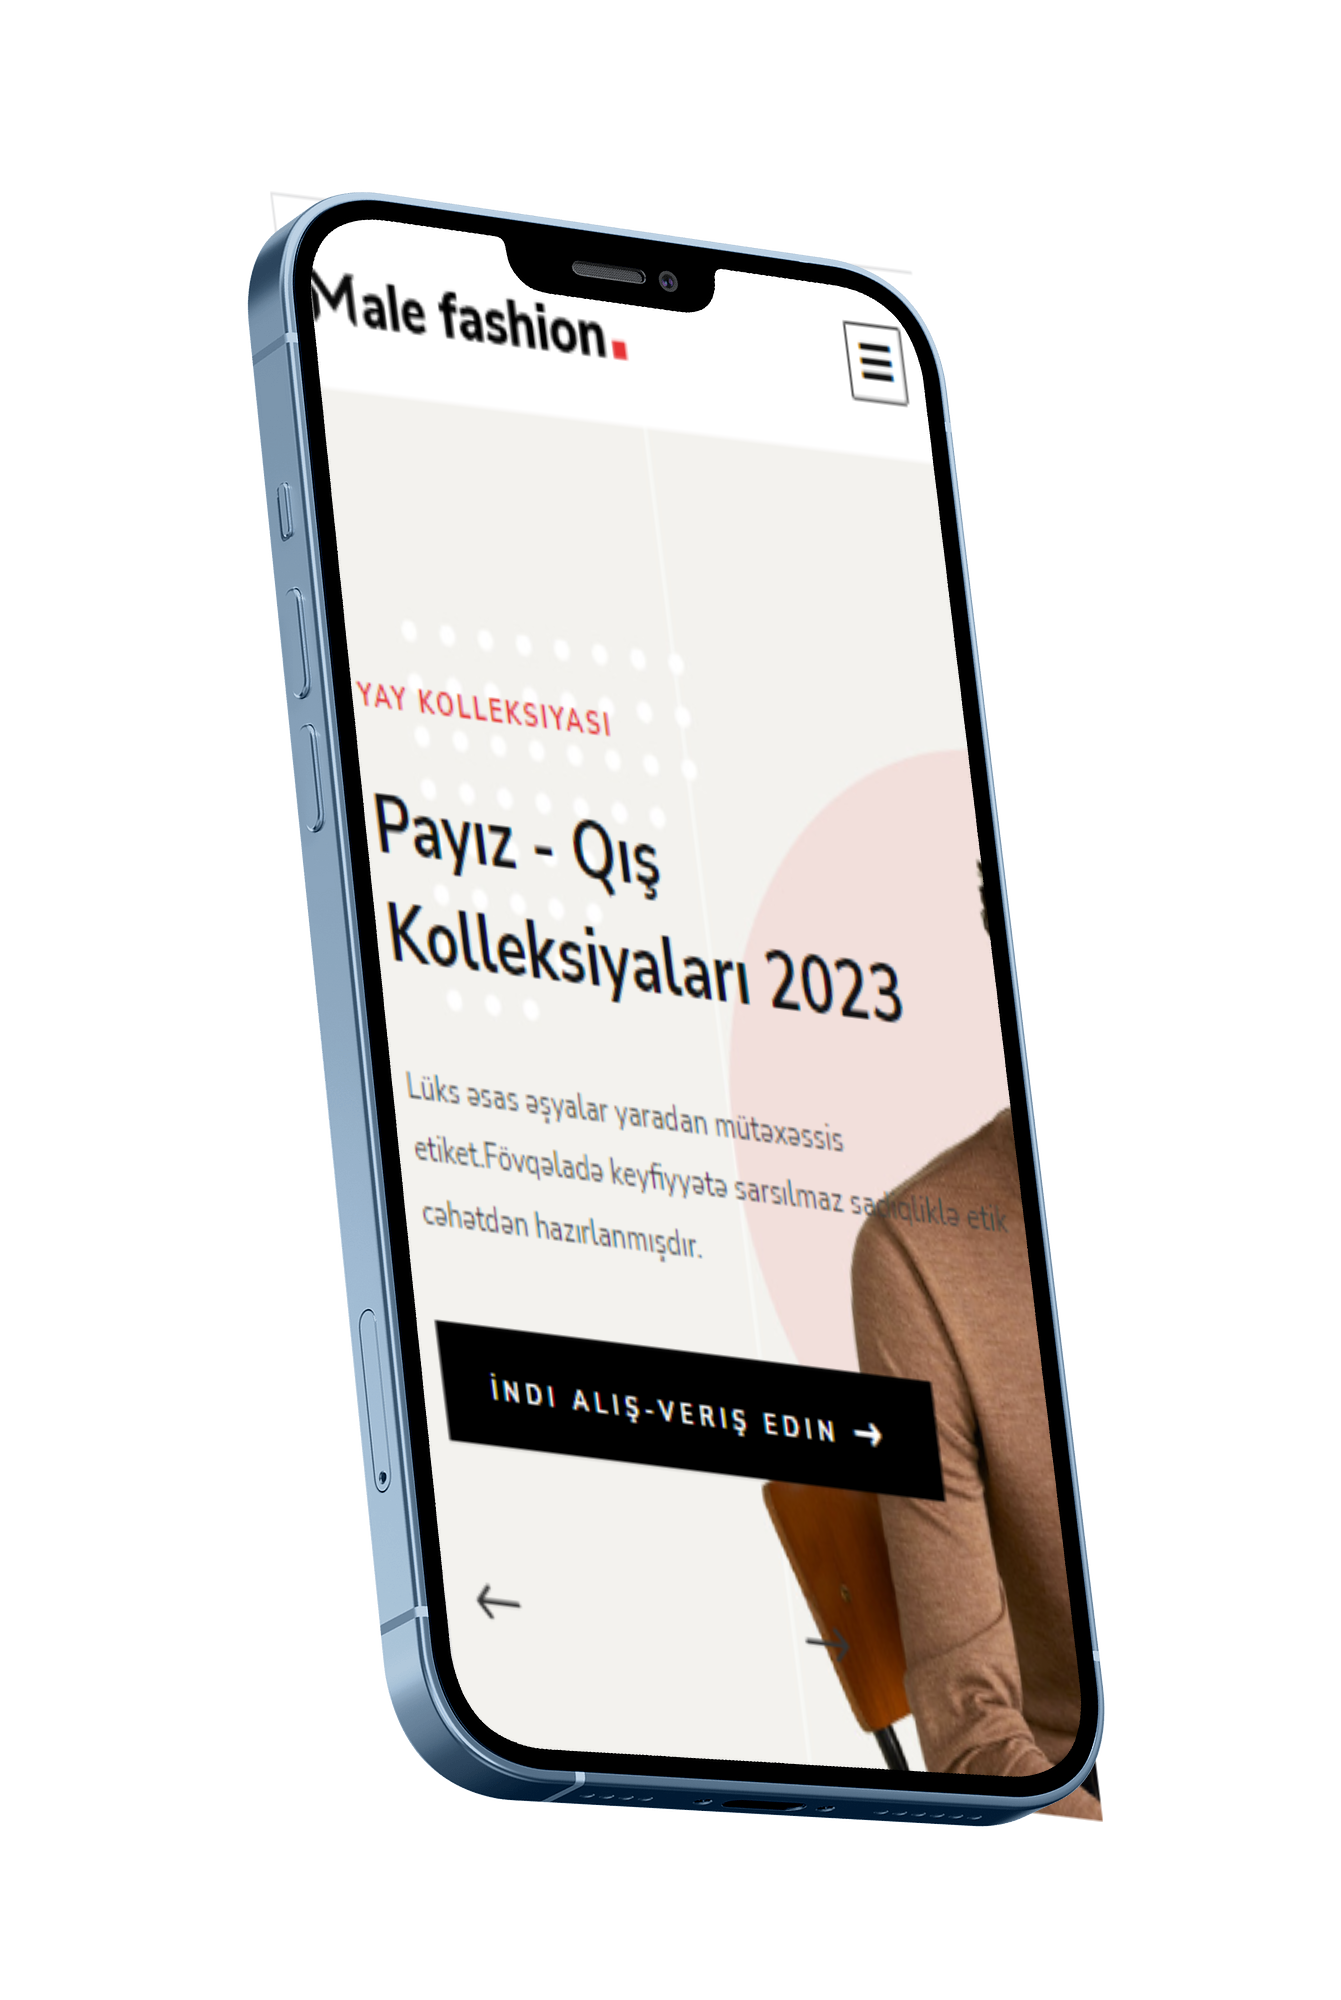 Male fashion.
YAY KOLLEKSIYASI
Payız - Qış
Kolleksiyaları 2023
Lüks əsas əşyalar yaradan mütəxəssis
etiket.Fövqəladə keyfiyyətə sarsılmaz sadiqliklə etik
cəhətdən hazırlanmışdır.
İNDI ALIŞ-VERIŞ EDIN →